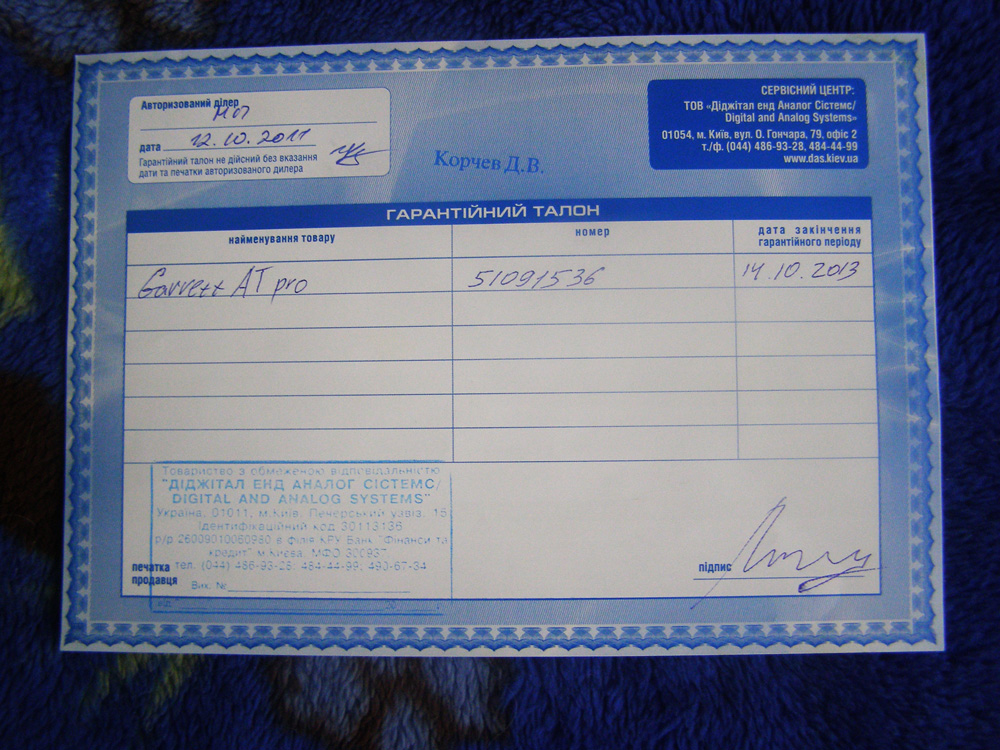 Авторизований ділер
дата 12.10.2011
Гарантійний талон не дійсний без вказання
дати та печатки авторизованого дилера
Корчев Д.В.
СЕРВІСНИЙ ЦЕНТР:
ТОВ «Діджітал енд Аналог Сістемс/
Digital and Analog Systems»
01054, м. Київ, вул. О. Гончара, 79, офіс 2
т./ф. (044) 486-93-28, 484-44-99
www.das.kiev.ua
ГАРАНТІЙНИЙ ТАЛОН
найменування товару
номер
дата закінчення
гарантійного періоду
Garrett AT pro
51091536
14.10.2013
Товариство з обмеженою відповідальністю
"ДІДЖІТАЛ ЕНД АНАЛОГ СІСТЕМС/
DIGITAL AND ANALOG SYSTEMS"
Україна, 01011, м.Київ, Печерський узвіз, 15
Ідентифікаційний код 30113136
р/р 26009010060980 в філія КРУ Банк "Фінанси та
кредит" м.Києва, МФО 300937
тел. (044) 486-93-28; 484-44-99; 490-67-34
Вих. №
печатка
продавця
підпис